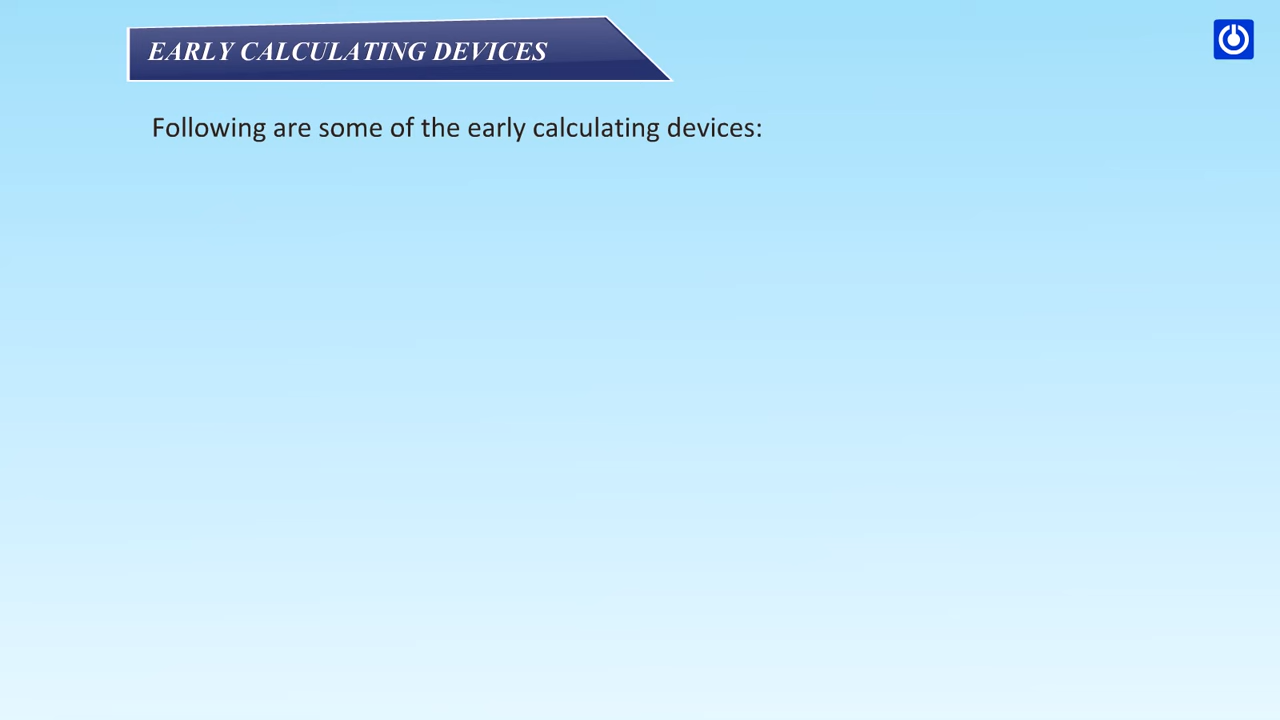 EARLY CALCULATING DEVICES
Following are some of the early calculating devices: